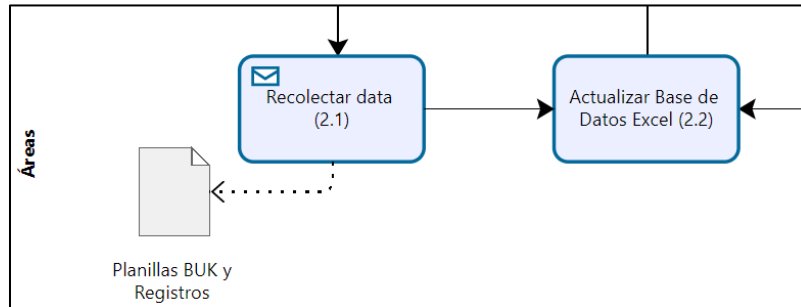 Áreas
Recolectar data
(2.1)
Actualizar Base de
Datos Excel (2.2)
Planillas BUK y
Registros